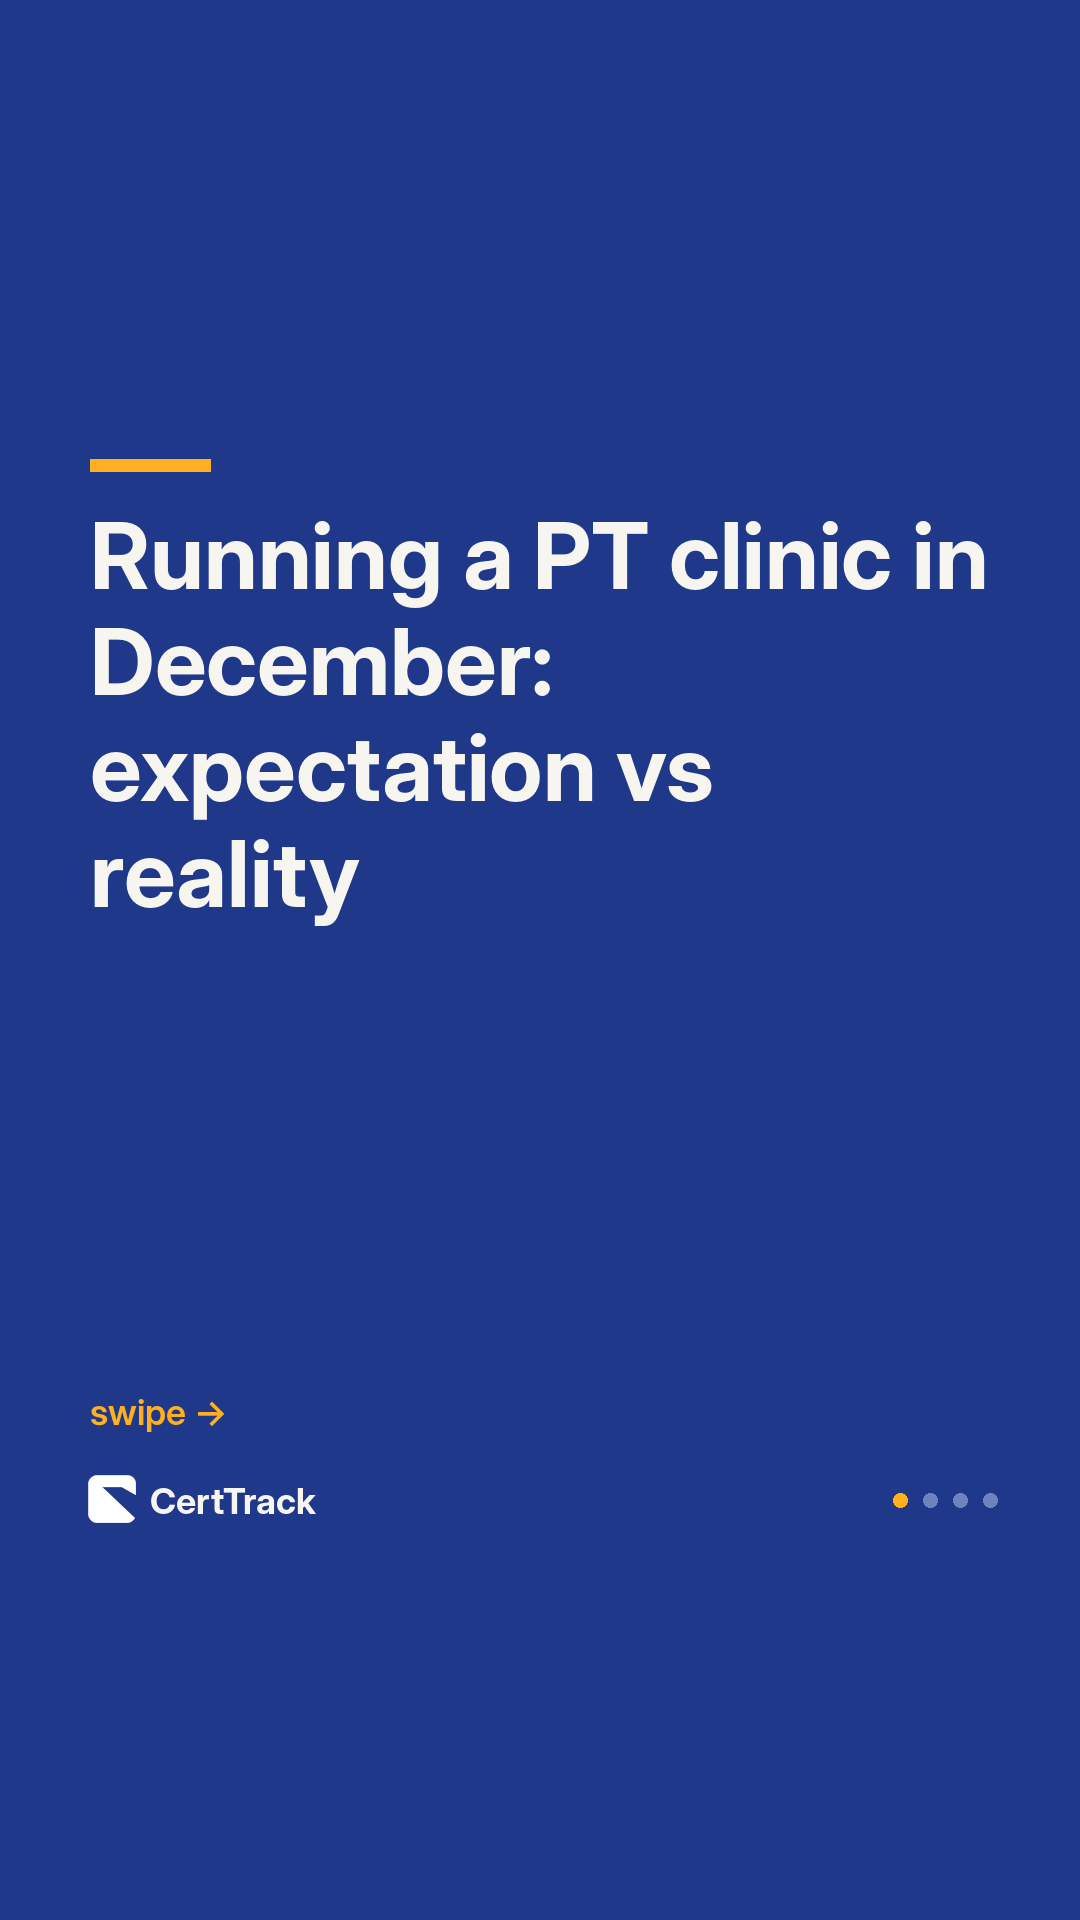 Running a PT clinic in
December:
expectation vs
reality
swipe →
CertTrack